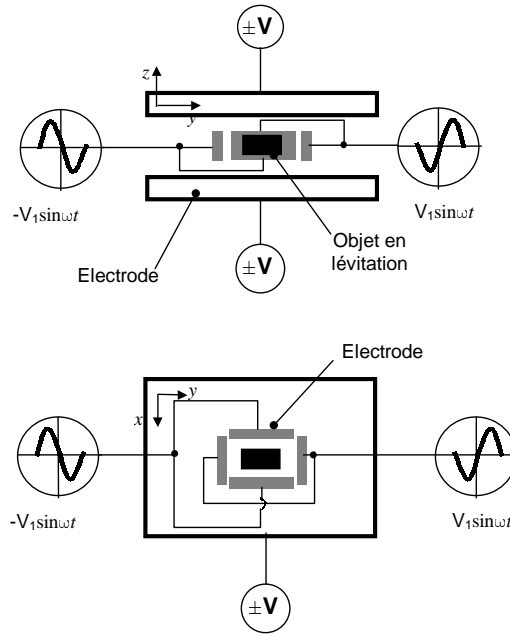 ±V
z
y
-V₁sinωt
V₁sinωt
Objet en
lévitation
Electrode
±V
Electrode
y
x
-V₁sinωt
V₁sinωt
±V